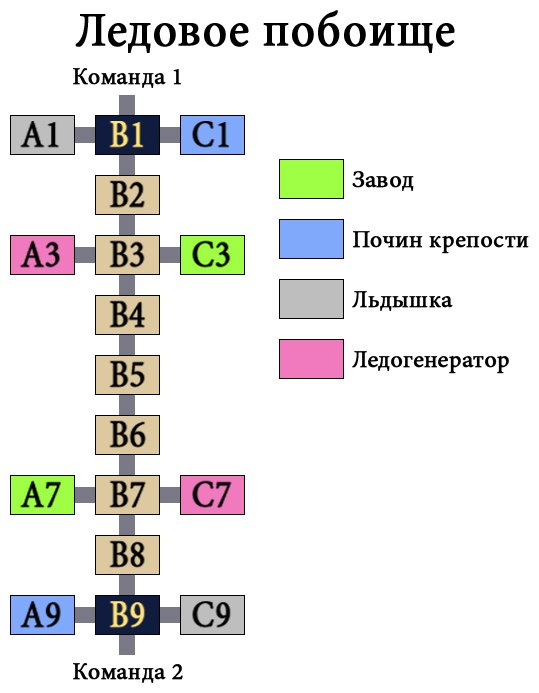 Ледовое побоище
Команда 1
A1 B1 C1
B2
Завод
A3 B3 C3
Почин крепости
B4
Льдышка
B5
Ледогенератор
B6
A7 B7 C7
B8
A9 B9 C9
Команда 2